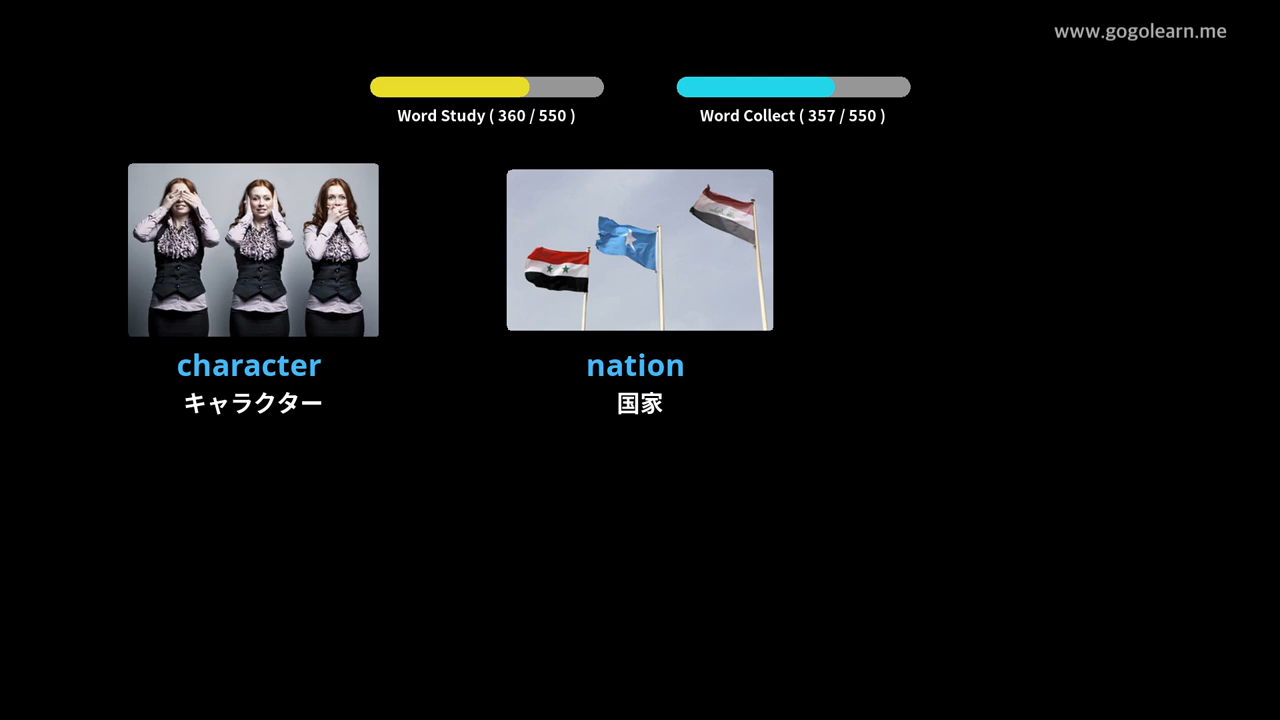 www.gogolearn.me
Word Study ( 360 / 550 )
Word Collect ( 357 / 550 )
character
キャラクター
nation
国家